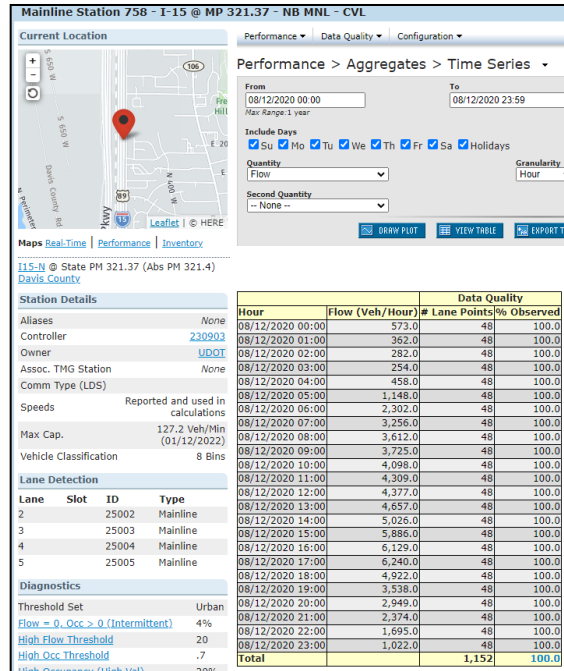 Mainline Station 758 - I-15 @ MP 321.37 - NB MNL - CVL
Current Location
+
−
S 650 W
S 650 W
106
Fre
Hill
E 20
Davis County Rd
N 400 W
N Perimeter
89
15
Pkwy
Leaflet | © HERE
Maps Real-Time | Performance | Inventory
I15-N @ State PM 321.37 (Abs PM 321.4)
Davis County
Station Details
Aliases None
Controller 230903
Owner UDOT
Assoc. TMG Station None
Comm Type (LDS)
Speeds Reported and used in calculations
Max Cap. 127.2 Veh/Min (01/12/2022)
Vehicle Classification 8 Bins
Lane Detection
Lane Slot ID Type
2 25002 Mainline
3 25003 Mainline
4 25004 Mainline
5 25005 Mainline
Diagnostics
Threshold Set Urban
Flow = 0, Occ > 0 (Intermittent) 4%
High Flow Threshold 20
High Occ Threshold .7
High Occupancy (High Val) 20%
Performance Data Quality Configuration
Performance > Aggregates > Time Series
From To
08/12/2020 00:00 08/12/2020 23:59
Max Range: 1 year
Include Days
Su Mo Tu We Th Fr Sa Holidays
Quantity Granularity
Flow Hour
Second Quantity
-- None --
DRAW PLOT VIEW TABLE EXPORT T
Data Quality
Hour Flow (Veh/Hour) # Lane Points % Observed
08/12/2020 00:00 573.0 48 100.0
08/12/2020 01:00 362.0 48 100.0
08/12/2020 02:00 282.0 48 100.0
08/12/2020 03:00 254.0 48 100.0
08/12/2020 04:00 458.0 48 100.0
08/12/2020 05:00 1,148.0 48 100.0
08/12/2020 06:00 2,302.0 48 100.0
08/12/2020 07:00 3,256.0 48 100.0
08/12/2020 08:00 3,612.0 48 100.0
08/12/2020 09:00 3,725.0 48 100.0
08/12/2020 10:00 4,098.0 48 100.0
08/12/2020 11:00 4,309.0 48 100.0
08/12/2020 12:00 4,377.0 48 100.0
08/12/2020 13:00 4,657.0 48 100.0
08/12/2020 14:00 5,026.0 48 100.0
08/12/2020 15:00 5,886.0 48 100.0
08/12/2020 16:00 6,129.0 48 100.0
08/12/2020 17:00 6,240.0 48 100.0
08/12/2020 18:00 4,922.0 48 100.0
08/12/2020 19:00 3,538.0 48 100.0
08/12/2020 20:00 2,949.0 48 100.0
08/12/2020 21:00 2,374.0 48 100.0
08/12/2020 22:00 1,695.0 48 100.0
08/12/2020 23:00 1,022.0 48 100.0
Total 1,152 100.0